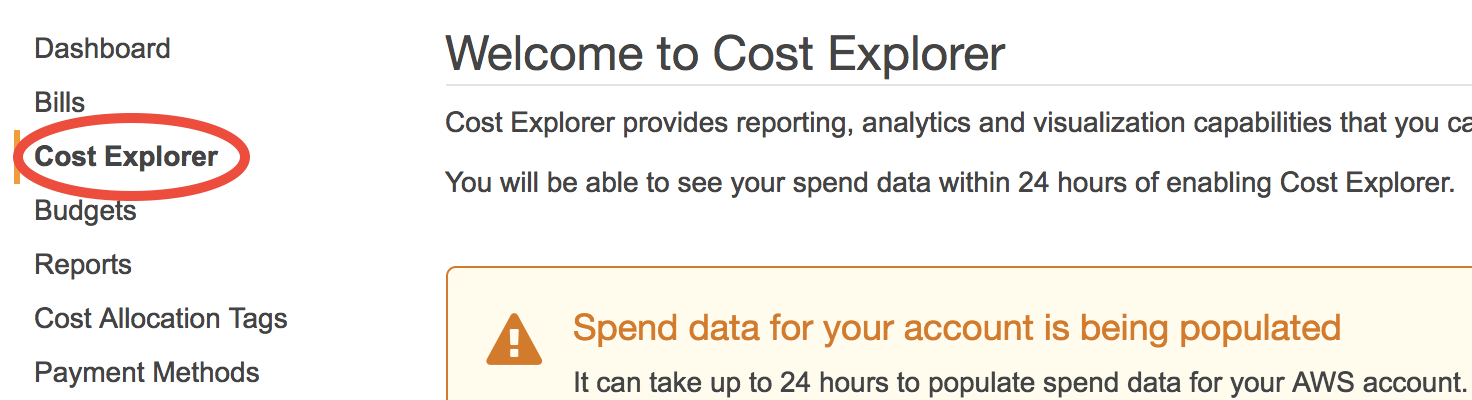 Dashboard
Bills
Cost Explorer
Budgets
Reports
Cost Allocation Tags
Payment Methods
Welcome to Cost Explorer
Cost Explorer provides reporting, analytics and visualization capabilities that you ca
You will be able to see your spend data within 24 hours of enabling Cost Explorer.
Spend data for your account is being populated
It can take up to 24 hours to populate spend data for your AWS account.